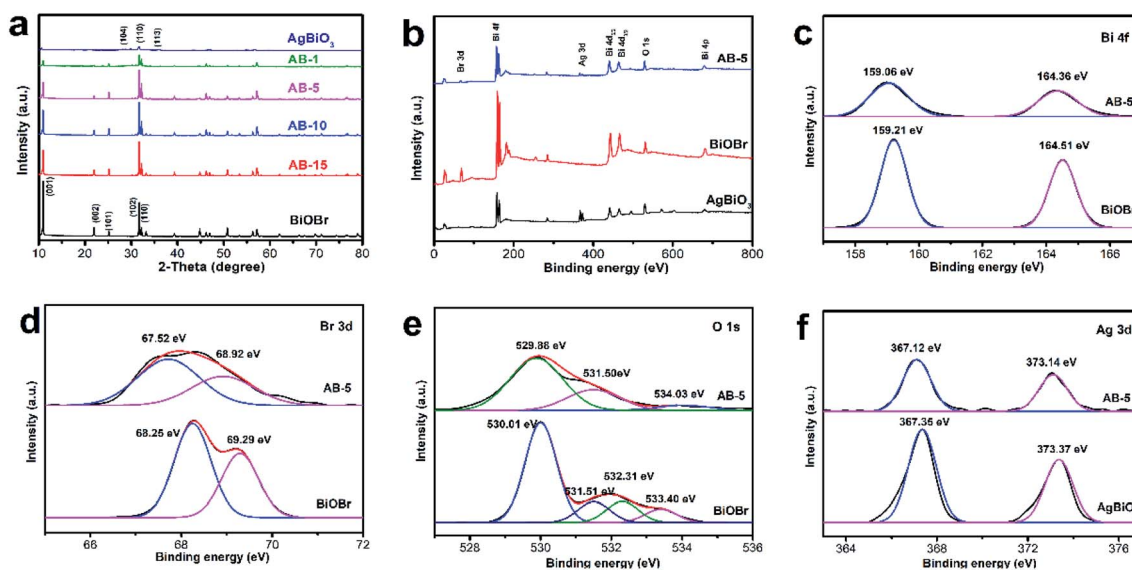 a
AgBiO3
(104)
(110)
(113)
AB-1
AB-5
AB-10
AB-15
BiOBr
(001)
(002)
(101)
(102)
(110)
Intensity (a.u.)
10 20 30 40 50 60 70 80
2-Theta (degree)
b
Br 3d
Bi 4f
Ag 3d
Bi 4d5/2
Bi 4d3/2
O 1s
Bi 4p
AB-5
BiOBr
AgBiO3
Intensity (a.u.)
0 200 400 600 800
Binding energy (eV)
c
Bi 4f
159.06 eV
164.36 eV
AB-5
159.21 eV
164.51 eV
BiOBr
Intensity (a.u.)
158 160 162 164 166
Binding energy (eV)
d
Br 3d
67.52 eV
68.92 eV
AB-5
68.25 eV
69.29 eV
BiOBr
Intensity (a.u.)
66 68 70 72
Binding energy (eV)
e
O 1s
529.88 eV
531.50eV
534.03 eV
AB-5
530.01 eV
531.51 eV
532.31 eV
533.40 eV
BiOBr
Intensity (a.u.)
528 530 532 534 536
Binding energy (eV)
f
Ag 3d
367.12 eV
373.14 eV
AB-5
367.35 eV
373.37 eV
AgBiO
Intensity (a.u.)
364 368 372 376
Binding energy (eV)